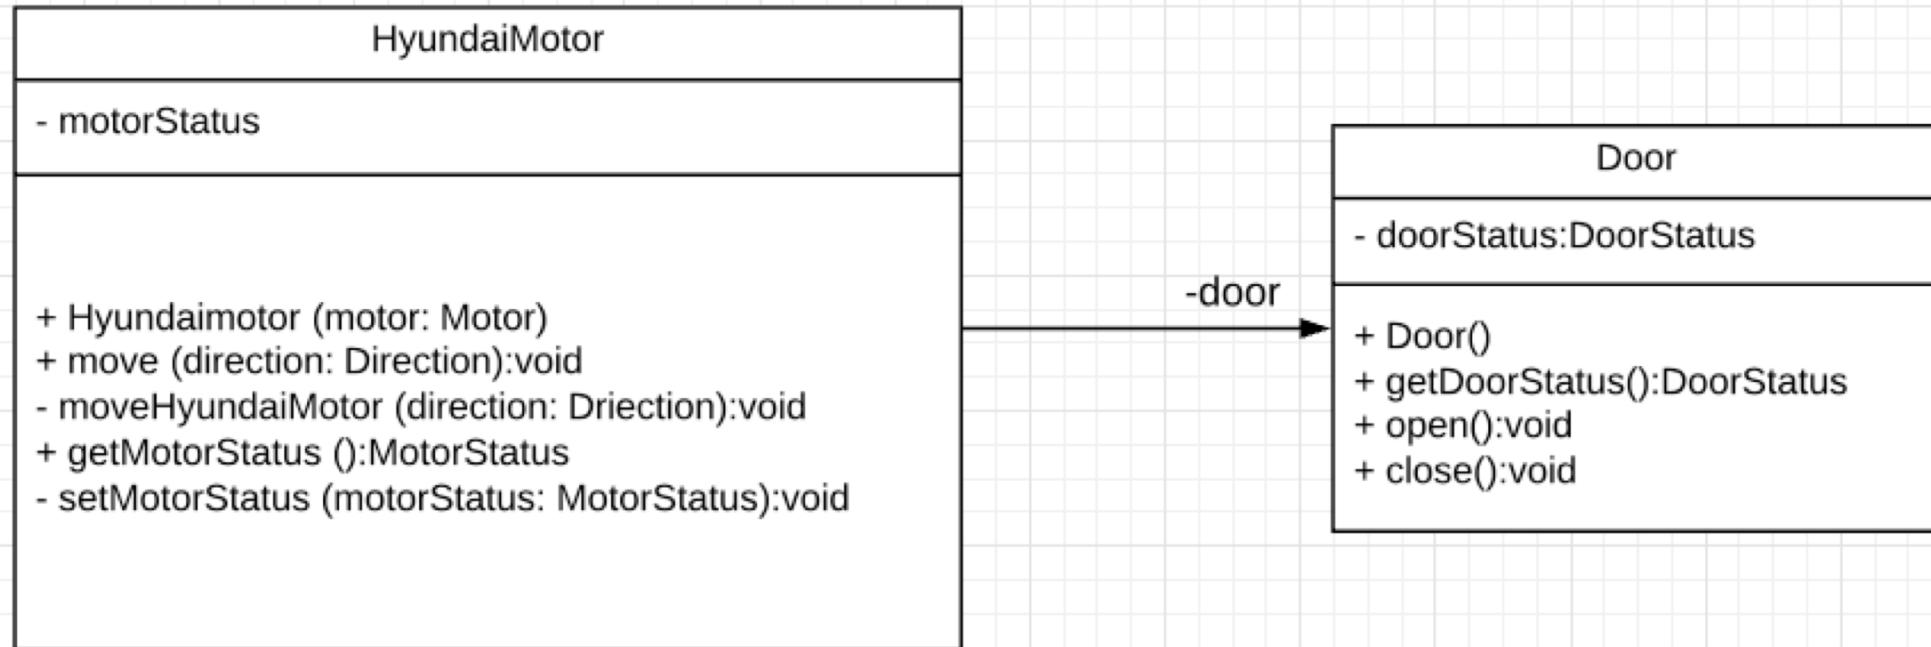 HyundaiMotor
- motorStatus
+ Hyundaimotor (motor: Motor)
+ move (direction: Direction):void
- moveHyundaiMotor (direction: Driection):void
+ getMotorStatus ():MotorStatus
- setMotorStatus (motorStatus: MotorStatus):void
-door
Door
- doorStatus:DoorStatus
+ Door()
+ getDoorStatus():DoorStatus
+ open():void
+ close():void